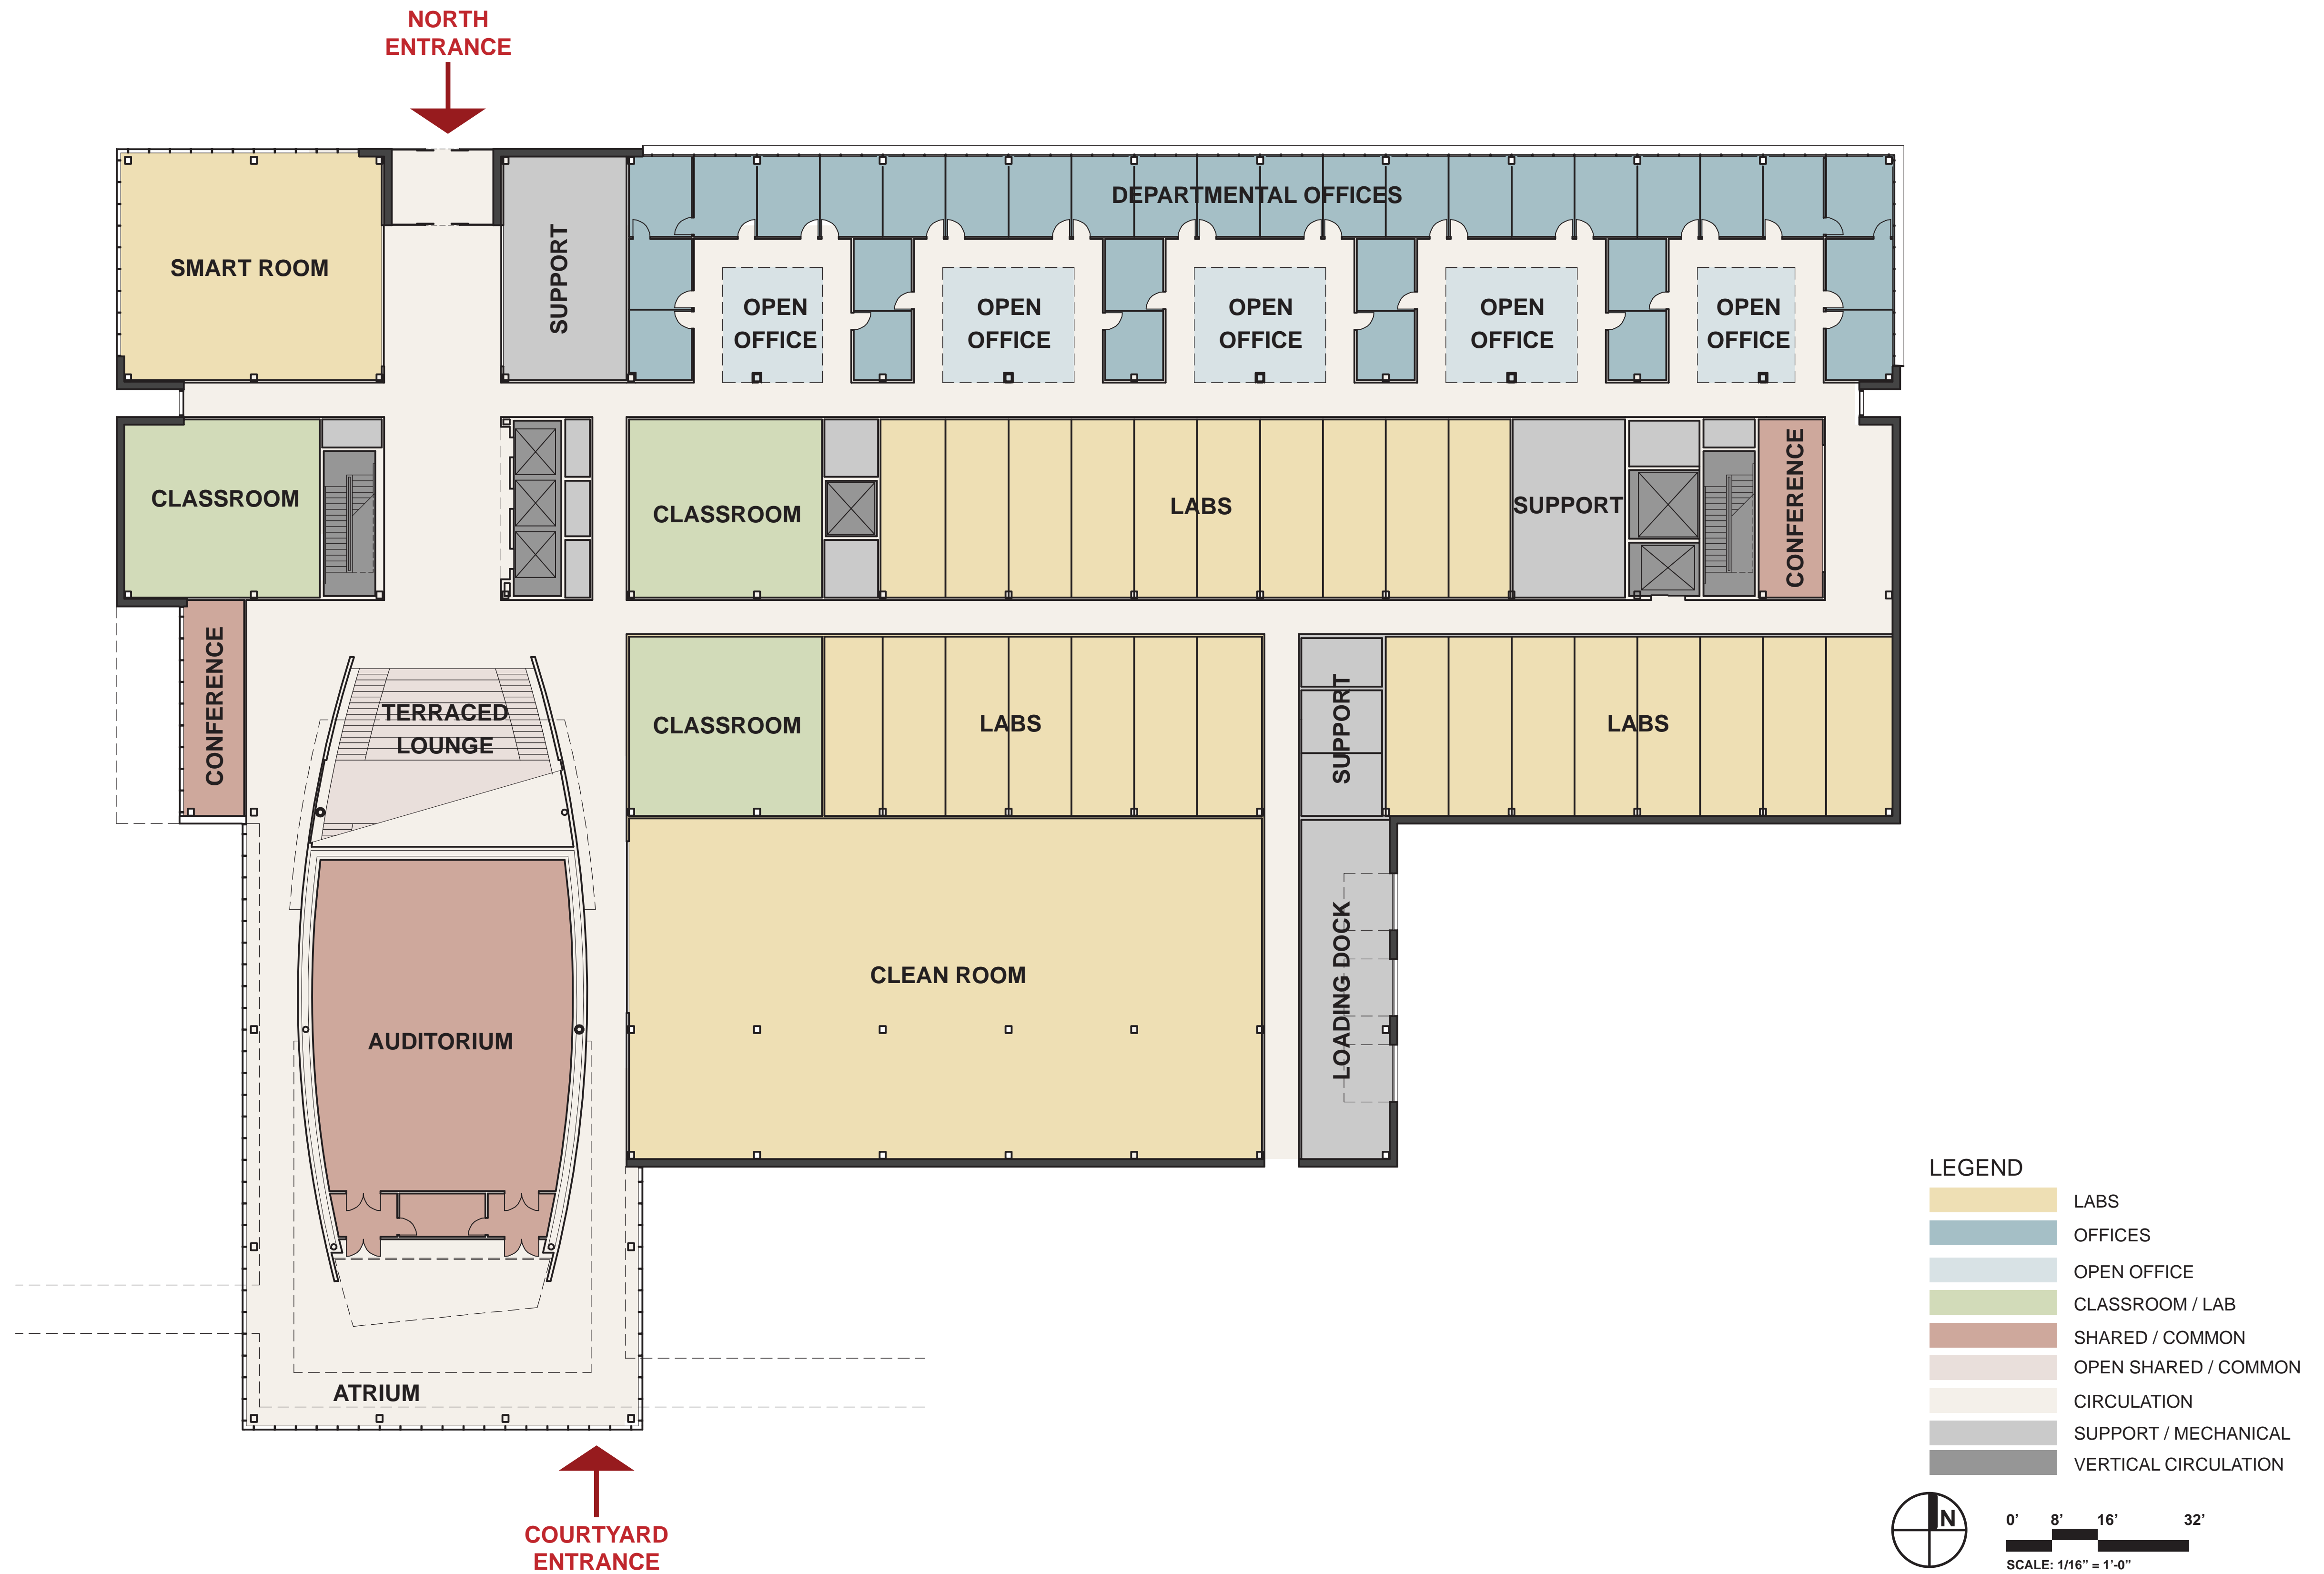 NORTH
ENTRANCE
DEPARTMENTAL OFFICES
SMART ROOM
SUPPORT
OPEN
OFFICE
OPEN
OFFICE
OPEN
OFFICE
OPEN
OFFICE
OPEN
OFFICE
CLASSROOM
CLASSROOM
LABS
SUPPORT
CONFERENCE
CONFERENCE
TERRACED
LOUNGE
CLASSROOM
LABS
SUPPORT
LABS
CLEAN ROOM
LOADING DOCK
AUDITORIUM
ATRIUM
COURTYARD
ENTRANCE
LEGEND
LABS
OFFICES
OPEN OFFICE
CLASSROOM / LAB
SHARED / COMMON
OPEN SHARED / COMMON
CIRCULATION
SUPPORT / MECHANICAL
VERTICAL CIRCULATION
N
0’ 8’ 16’ 32’
SCALE: 1/16” = 1’-0”